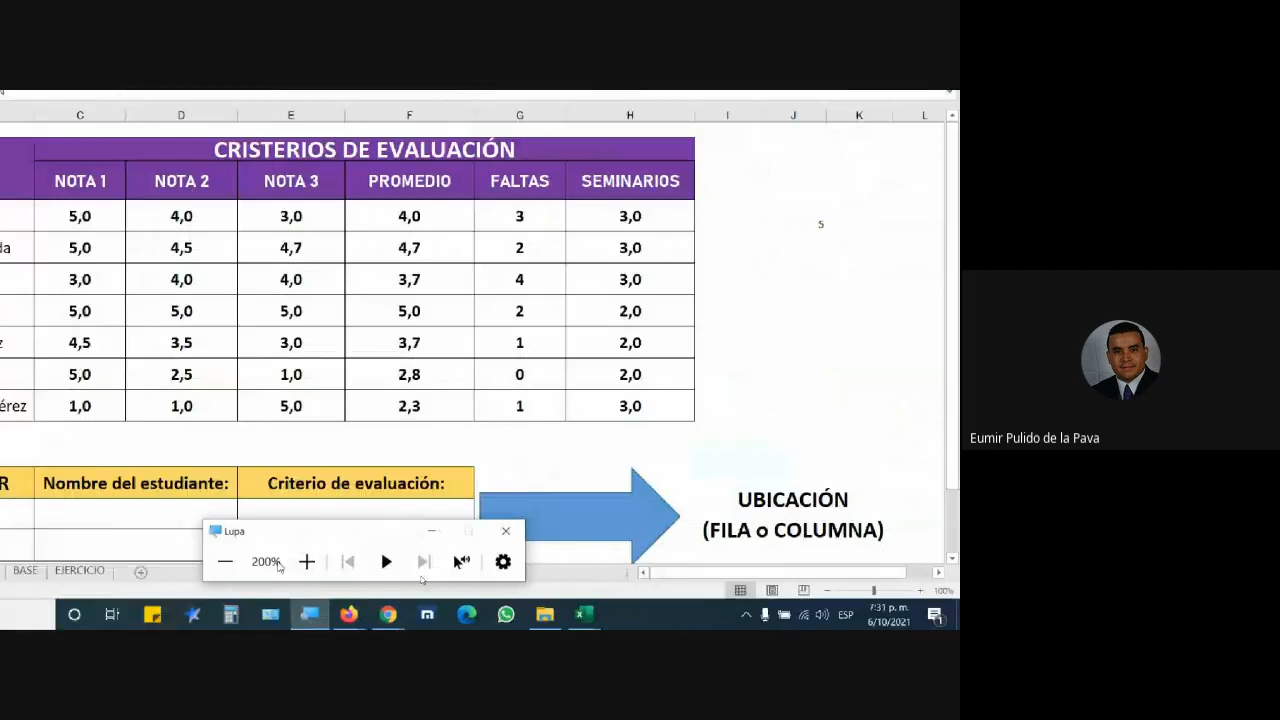 C D E F G H I J K L
CRISTERIOS DE EVALUACIÓN
NOTA 1 NOTA 2 NOTA 3 PROMEDIO FALTAS SEMINARIOS
5,0 4,0 3,0 4,0 3 3,0
5
da 5,0 4,5 4,7 4,7 2 3,0
3,0 4,0 4,0 3,7 4 3,0
5,0 5,0 5,0 5,0 2 2,0
z 4,5 3,5 3,0 3,7 1 2,0
5,0 2,5 1,0 2,8 0 2,0
érez 1,0 1,0 5,0 2,3 1 3,0
Eumir Pulido de la Pava
R Nombre del estudiante: Criterio de evaluación:
UBICACIÓN
(FILA o COLUMNA)
Lupa
200%
BASE EJERCICIO
100%
ESP
7:31 p. m.
6/10/2021